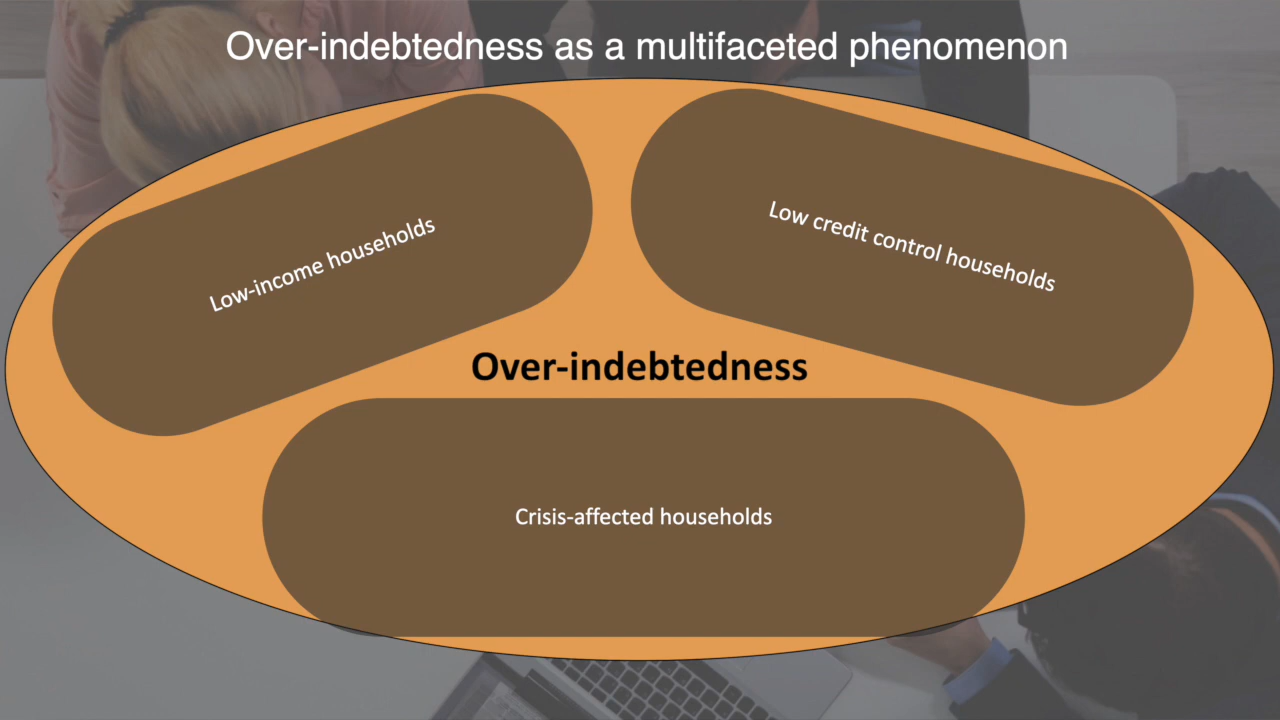 Over-indebtedness as a multifaceted phenomenon
Low-income households
Low credit control households
Over-indebtedness
Crisis-affected households